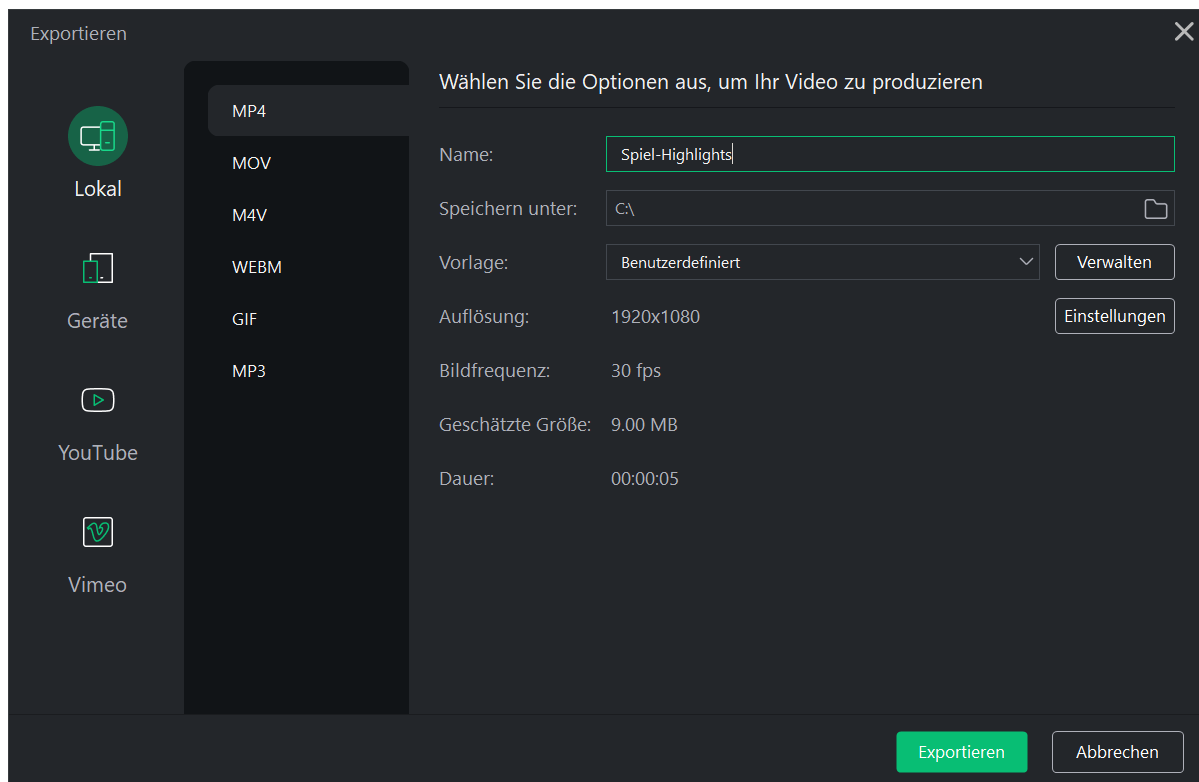 Exportieren
Lokal
Geräte
YouTube
Vimeo
MP4
MOV
M4V
WEBM
GIF
MP3
Wählen Sie die Optionen aus, um Ihr Video zu produzieren
Name: Spiel-Highlights
Speichern unter: C:\
Vorlage: Benutzerdefiniert Verwalten
Auflösung: 1920x1080 Einstellungen
Bildfrequenz: 30 fps
Geschätzte Größe: 9.00 MB
Dauer: 00:00:05
Exportieren Abbrechen